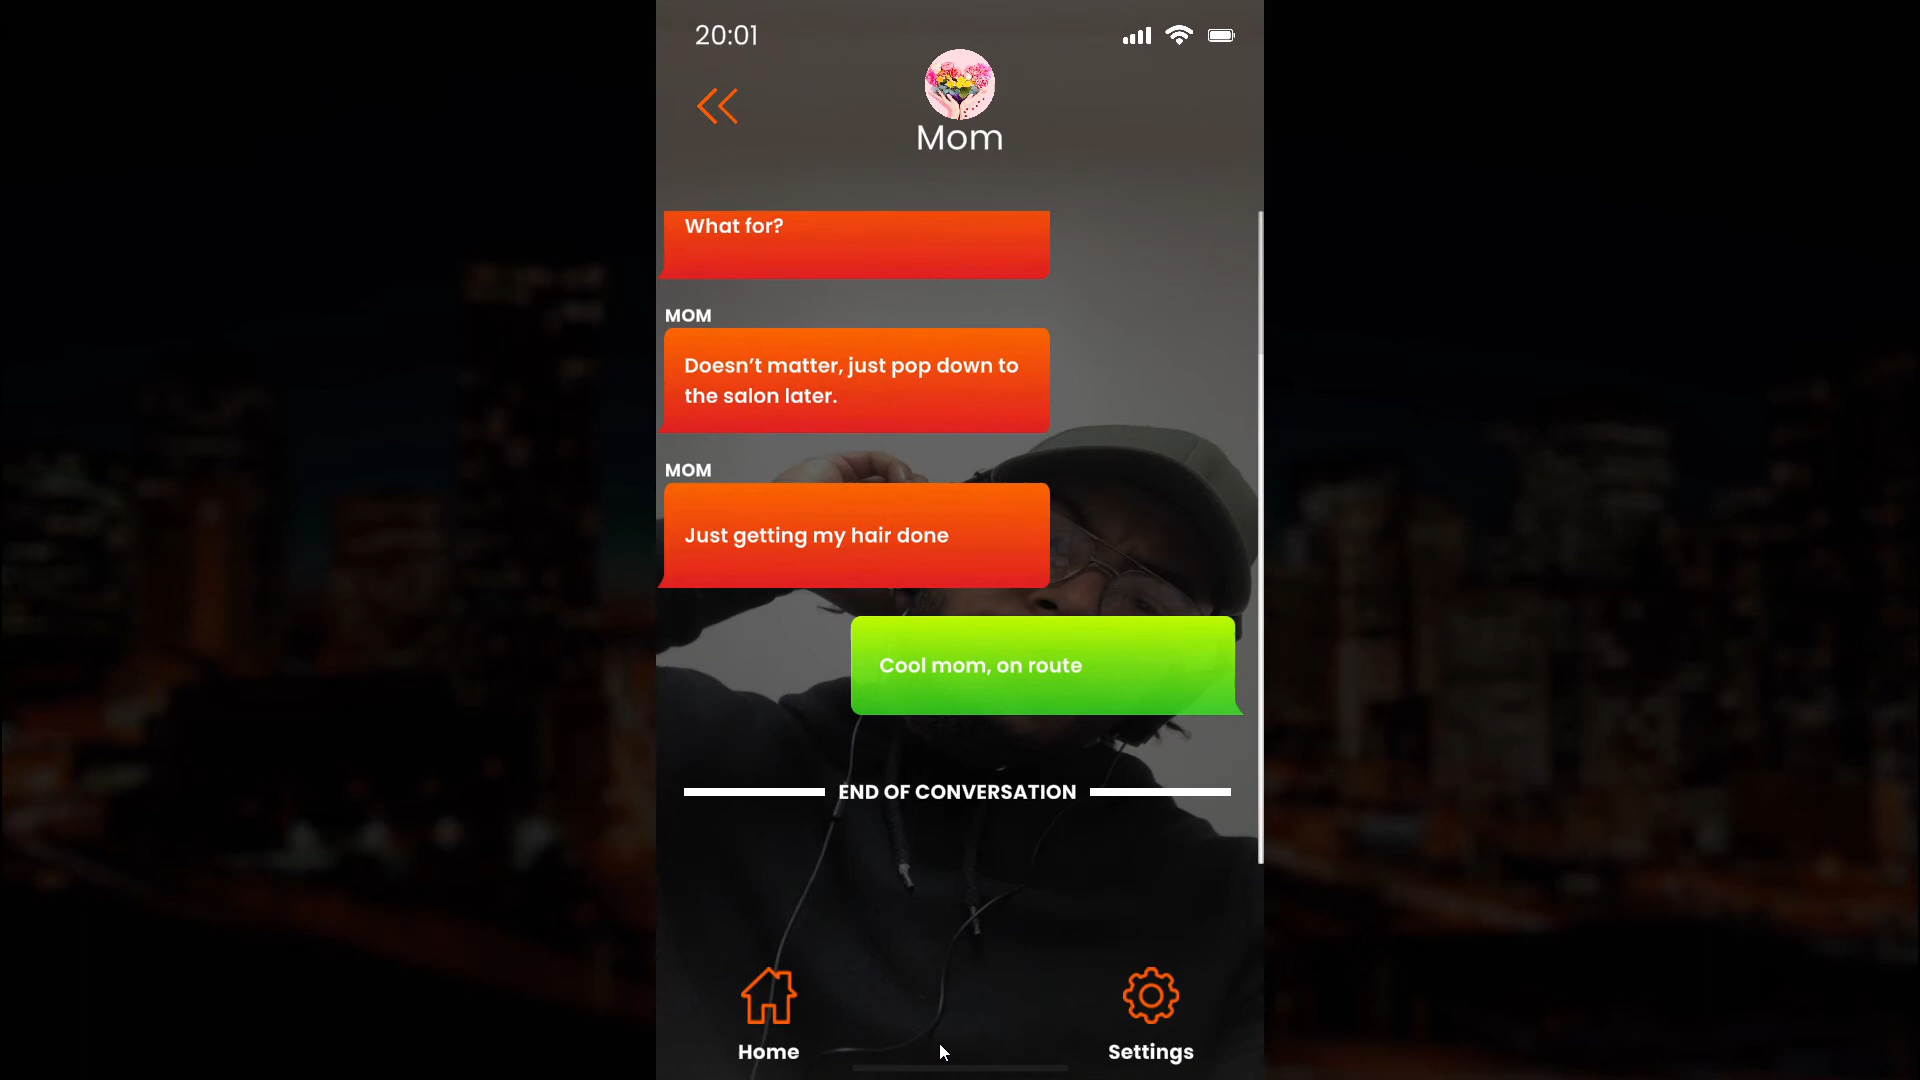 20:01
Mom
What for?
MOM
Doesn’t matter, just pop down to
the salon later.
MOM
Just getting my hair done
Cool mom, on route
END OF CONVERSATION
Home
Settings